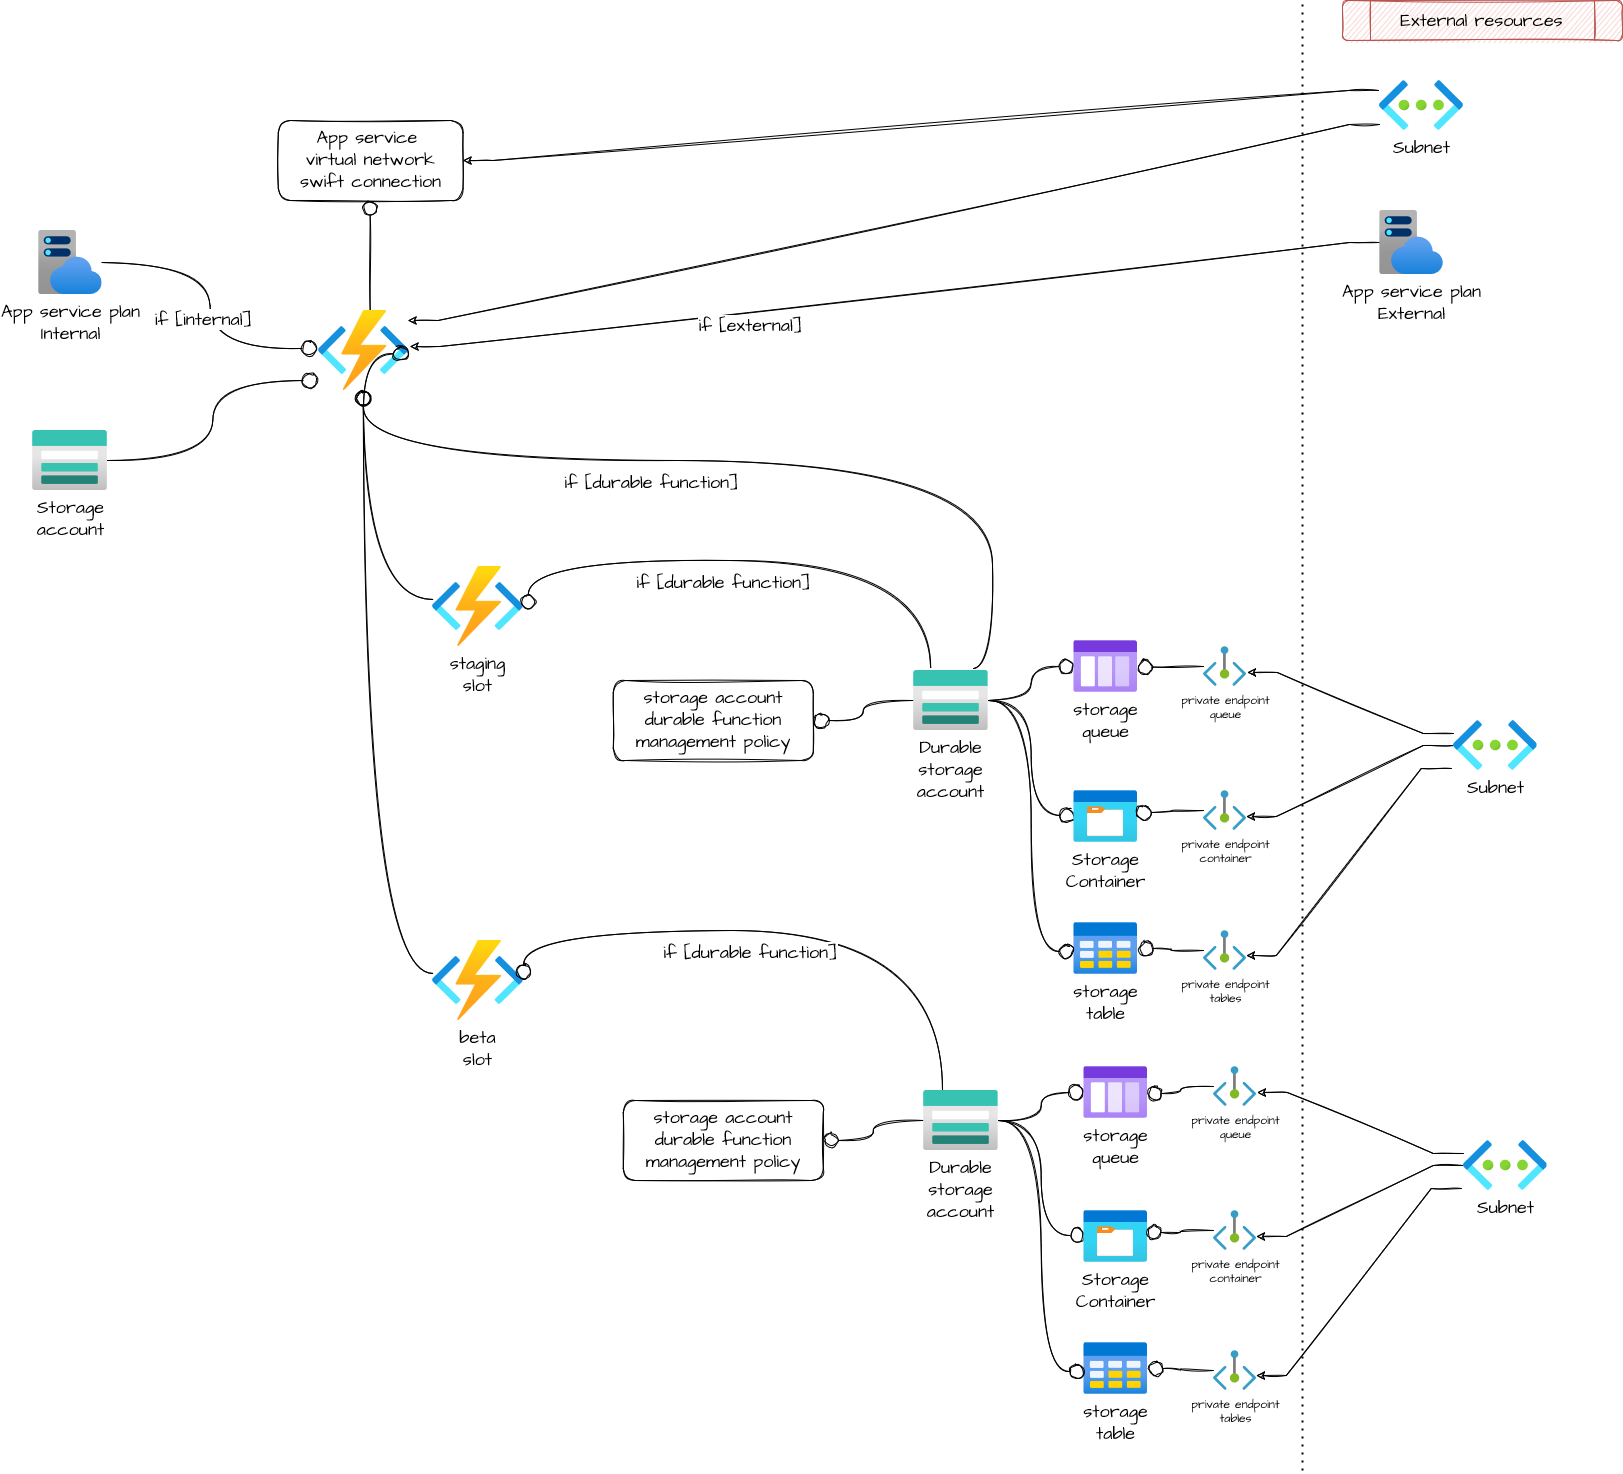 External resources
App service
virtual network
swift connection
Subnet
App service plan
Internal
if [internal]
App service plan
External
if [external]
Storage
account
if [durable function]
if [durable function]
staging
slot
storage account
durable function
management policy
Durable
storage
account
storage
queue
private endpoint
queue
Subnet
Storage
Container
private endpoint
container
storage
table
private endpoint
tables
if [durable function]
beta
slot
storage account
durable function
management policy
Durable
storage
account
storage
queue
private endpoint
queue
Subnet
Storage
Container
private endpoint
container
storage
table
private endpoint
tables